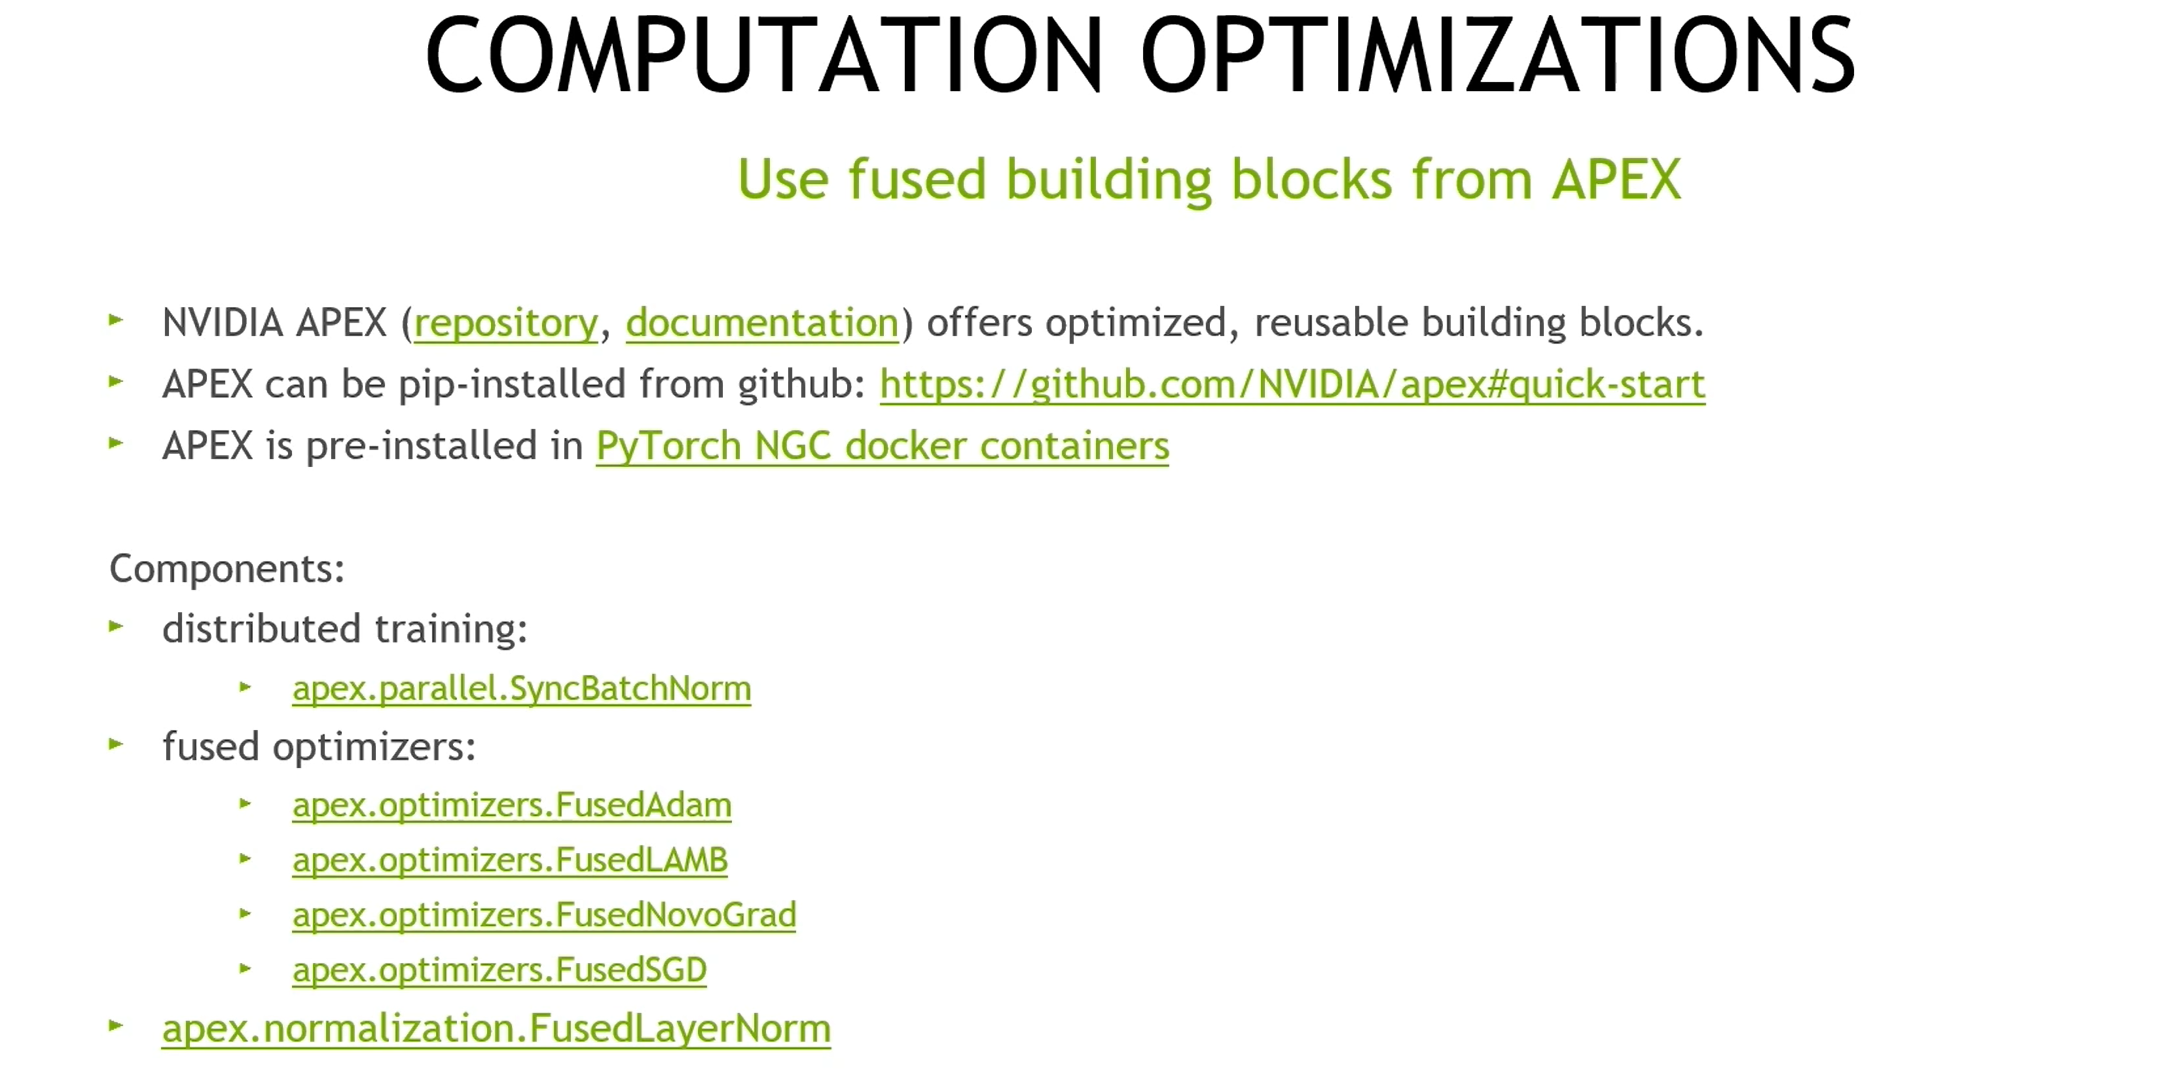 COMPUTATION OPTIMIZATIONS
Use fused building blocks from APEX
NVIDIA APEX (repository, documentation) offers optimized, reusable building blocks.
APEX can be pip-installed from github: https://github.com/NVIDIA/apex#quick-start
APEX is pre-installed in PyTorch NGC docker containers
Components:
distributed training:
apex.parallel.SyncBatchNorm
fused optimizers:
apex.optimizers.FusedAdam
apex.optimizers.FusedLAMB
apex.optimizers.FusedNovoGrad
apex.optimizers.FusedSGD
apex.normalization.FusedLayerNorm